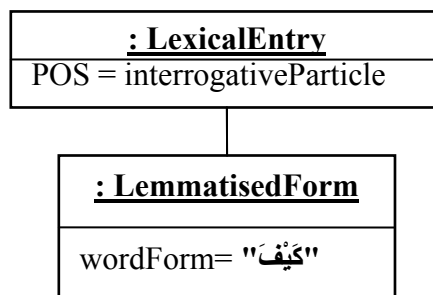 : LexicalEntry
POS = interrogativeParticle
: LemmatisedForm
wordForm= "كَيْفَ"